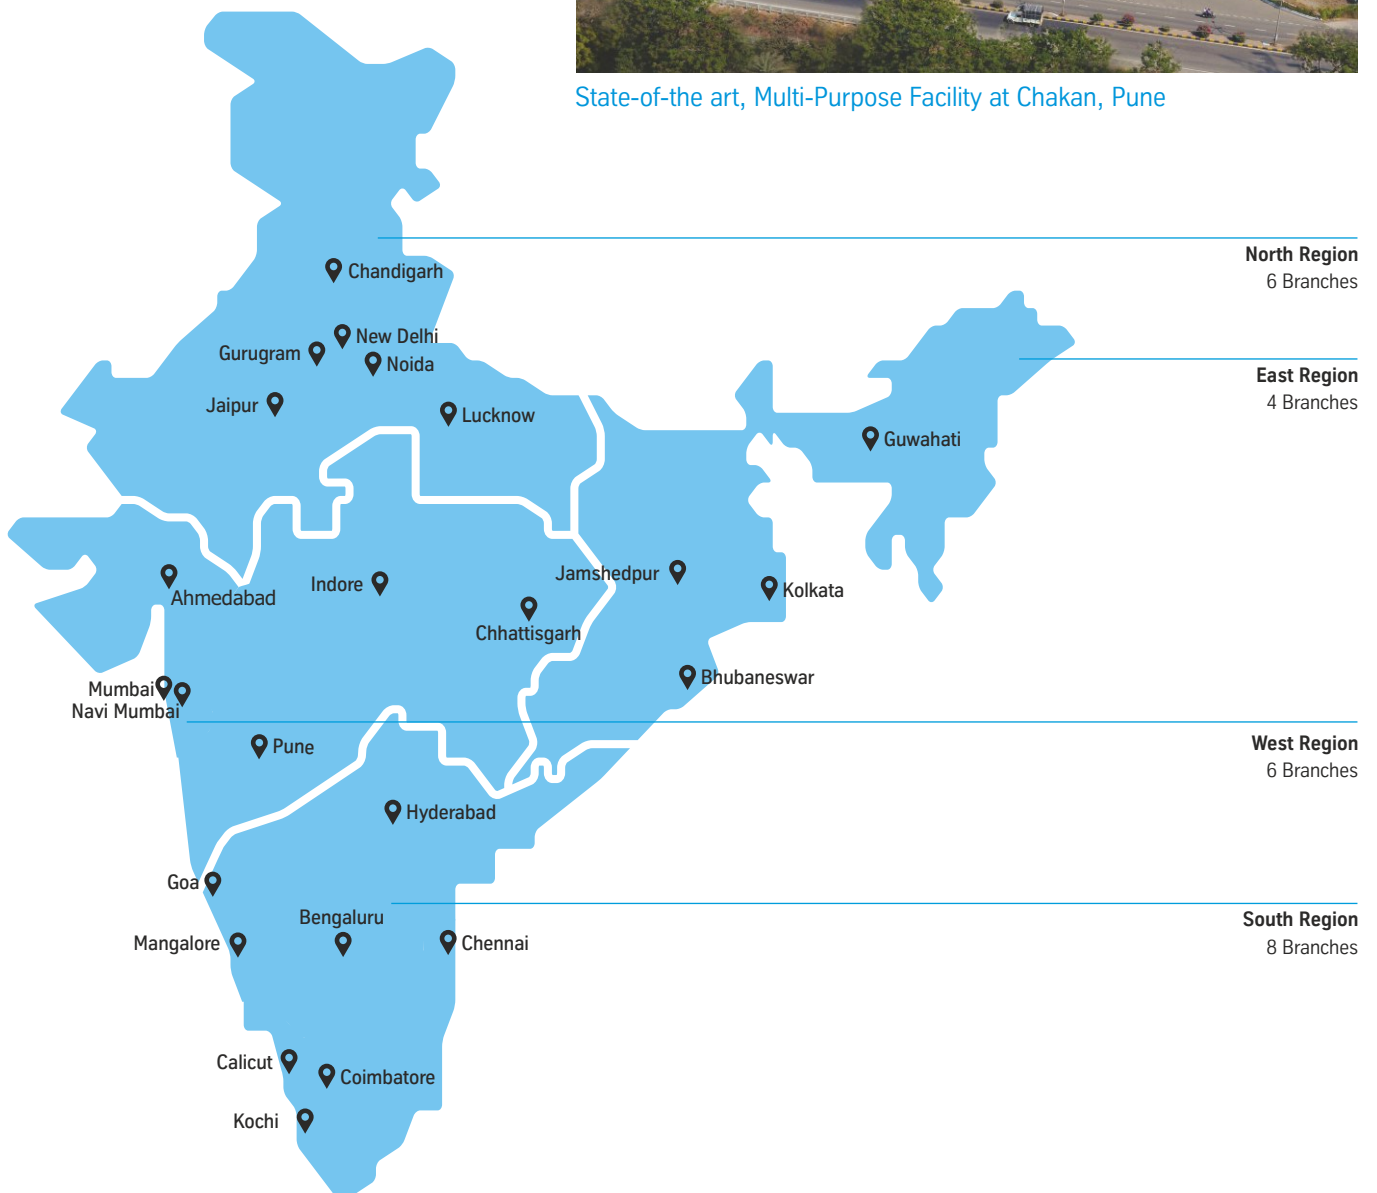 State-of-the art, Multi-Purpose Facility at Chakan, Pune
North Region
6 Branches
Chandigarh
New Delhi
Gurugram
Noida
East Region
4 Branches
Jaipur
Lucknow
Guwahati
Ahmedabad
Indore
Chhattisgarh
Jamshedpur
Kolkata
Bhubaneswar
Mumbai
Navi Mumbai
Pune
West Region
6 Branches
Hyderabad
Goa
Bengaluru
South Region
8 Branches
Mangalore
Chennai
Calicut
Coimbatore
Kochi